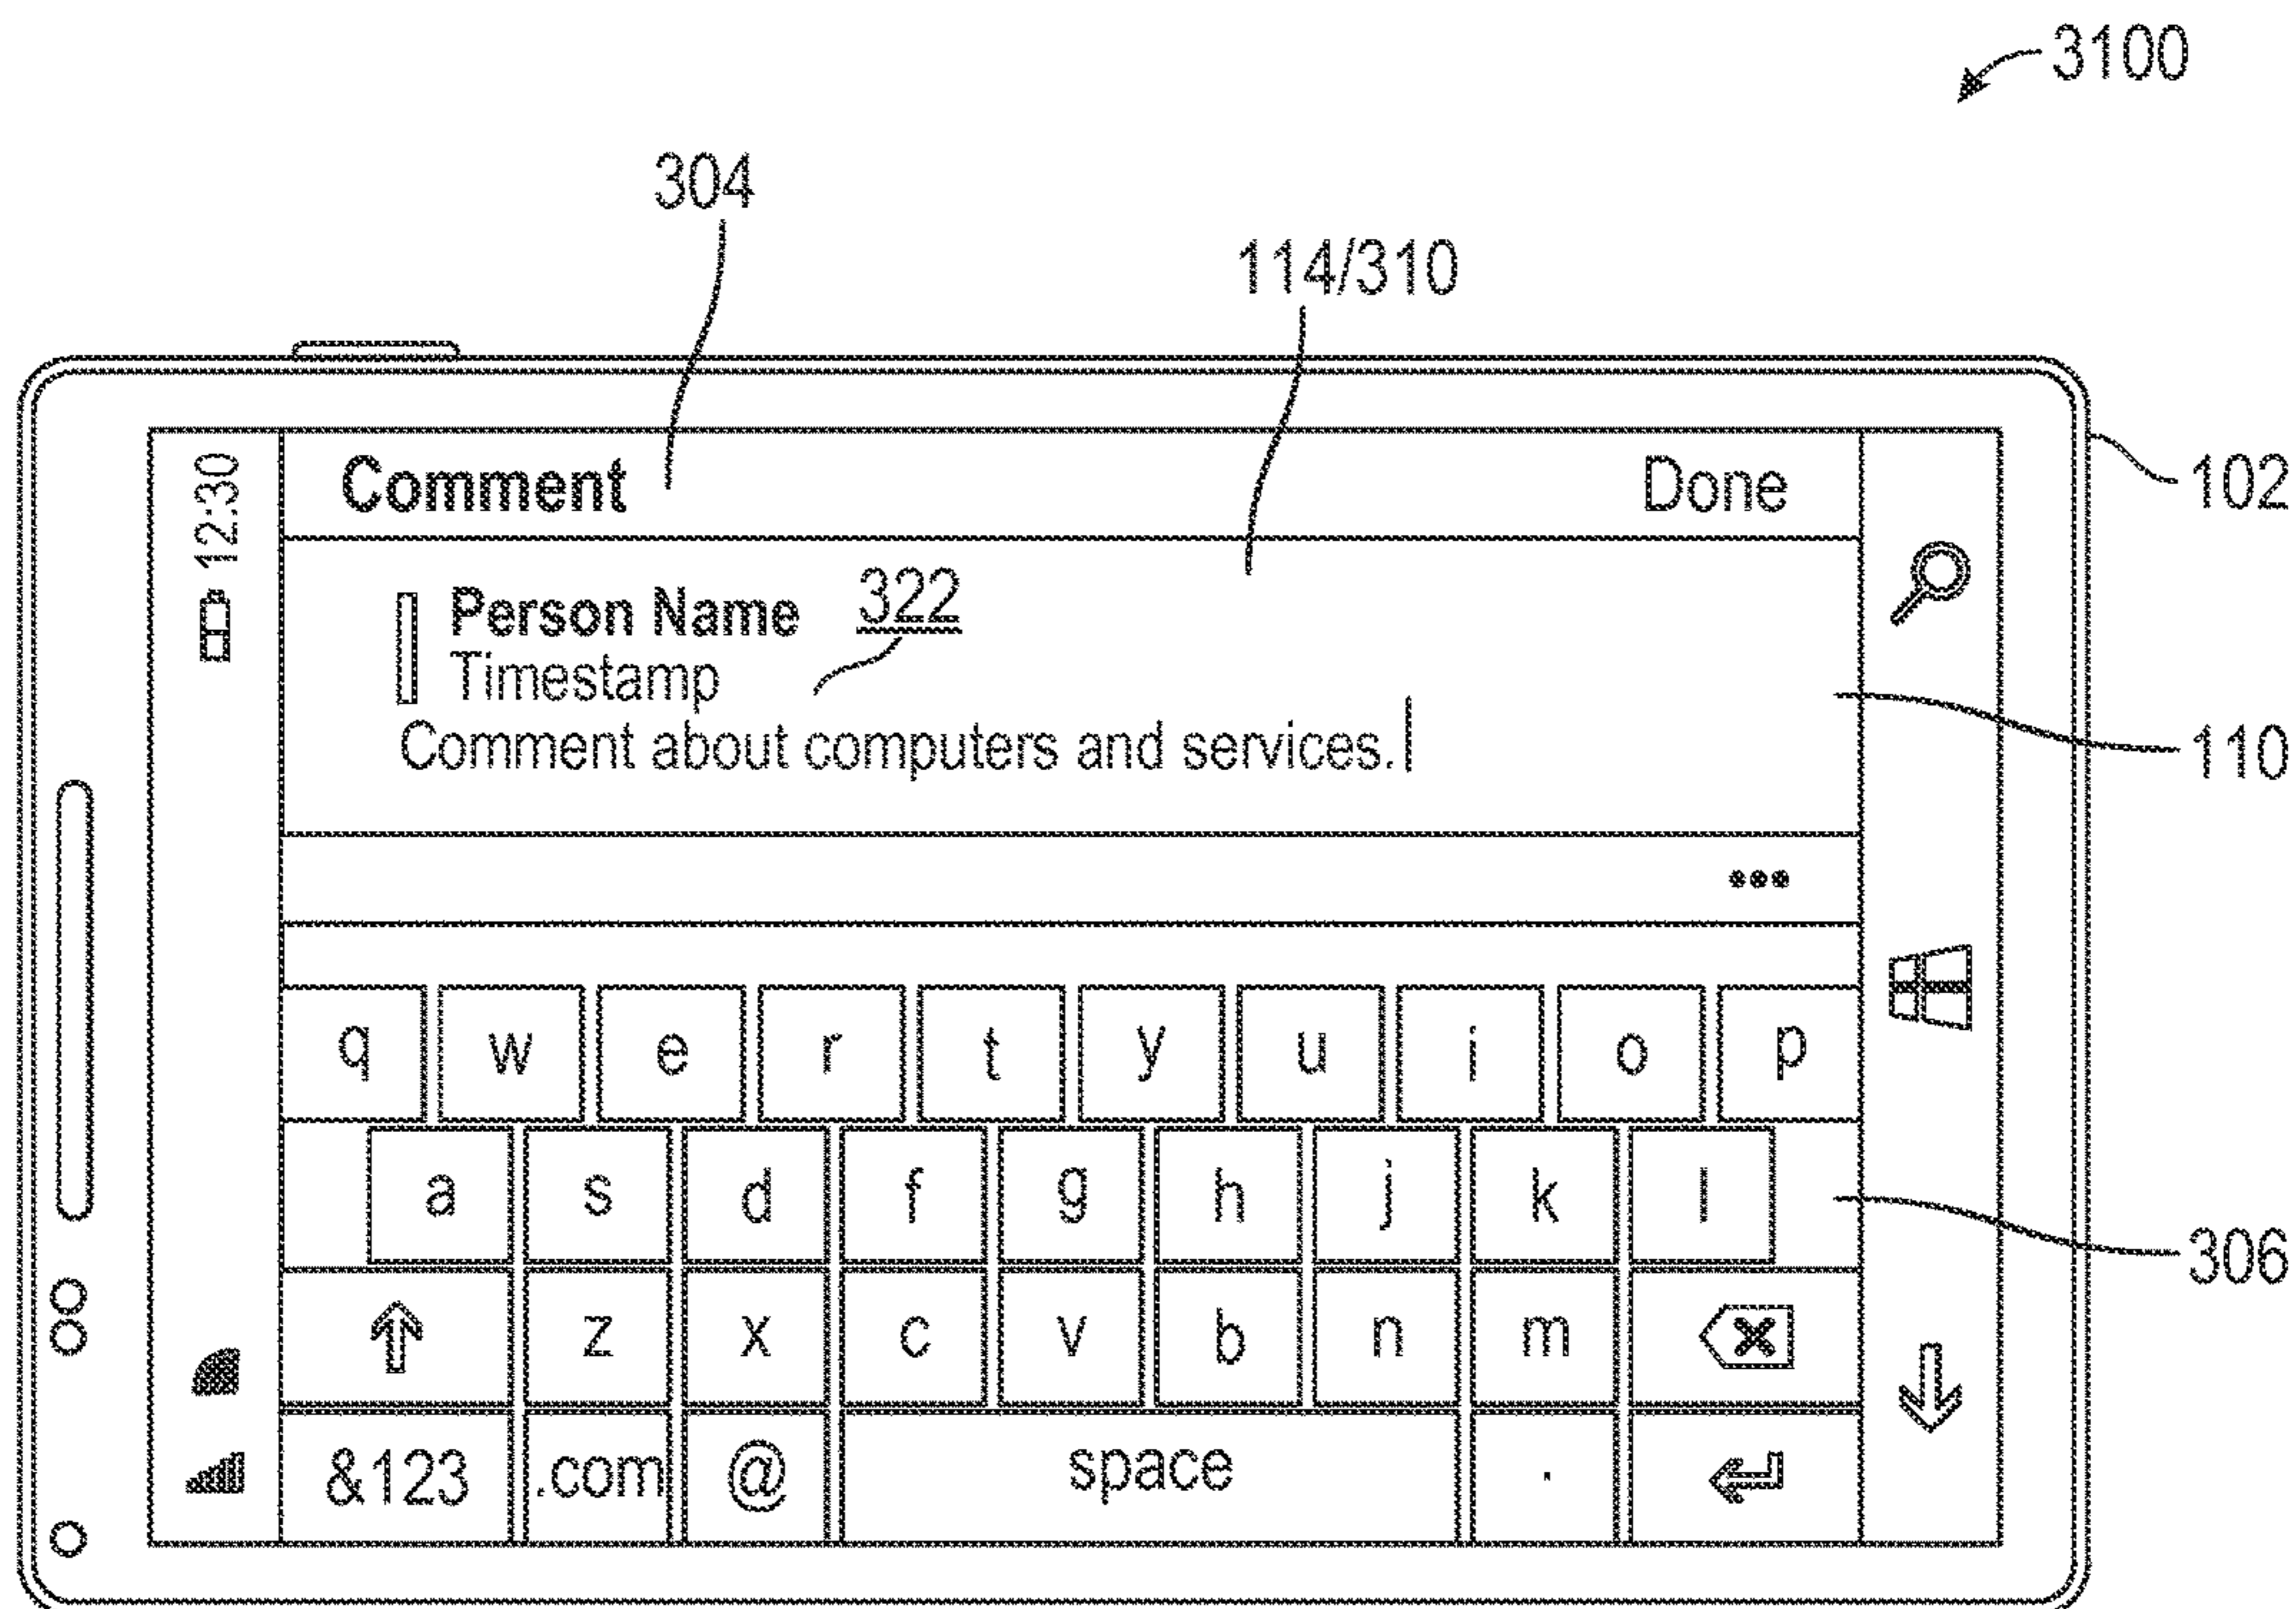 3100
304
114/310
12:30
Comment Done
102
Person Name 322
Timestamp
110
Comment about computers and services.
•••
q w e r t y u i o p
a s d f g h j k l
306
z x c v b n m
&123 .com @ space .